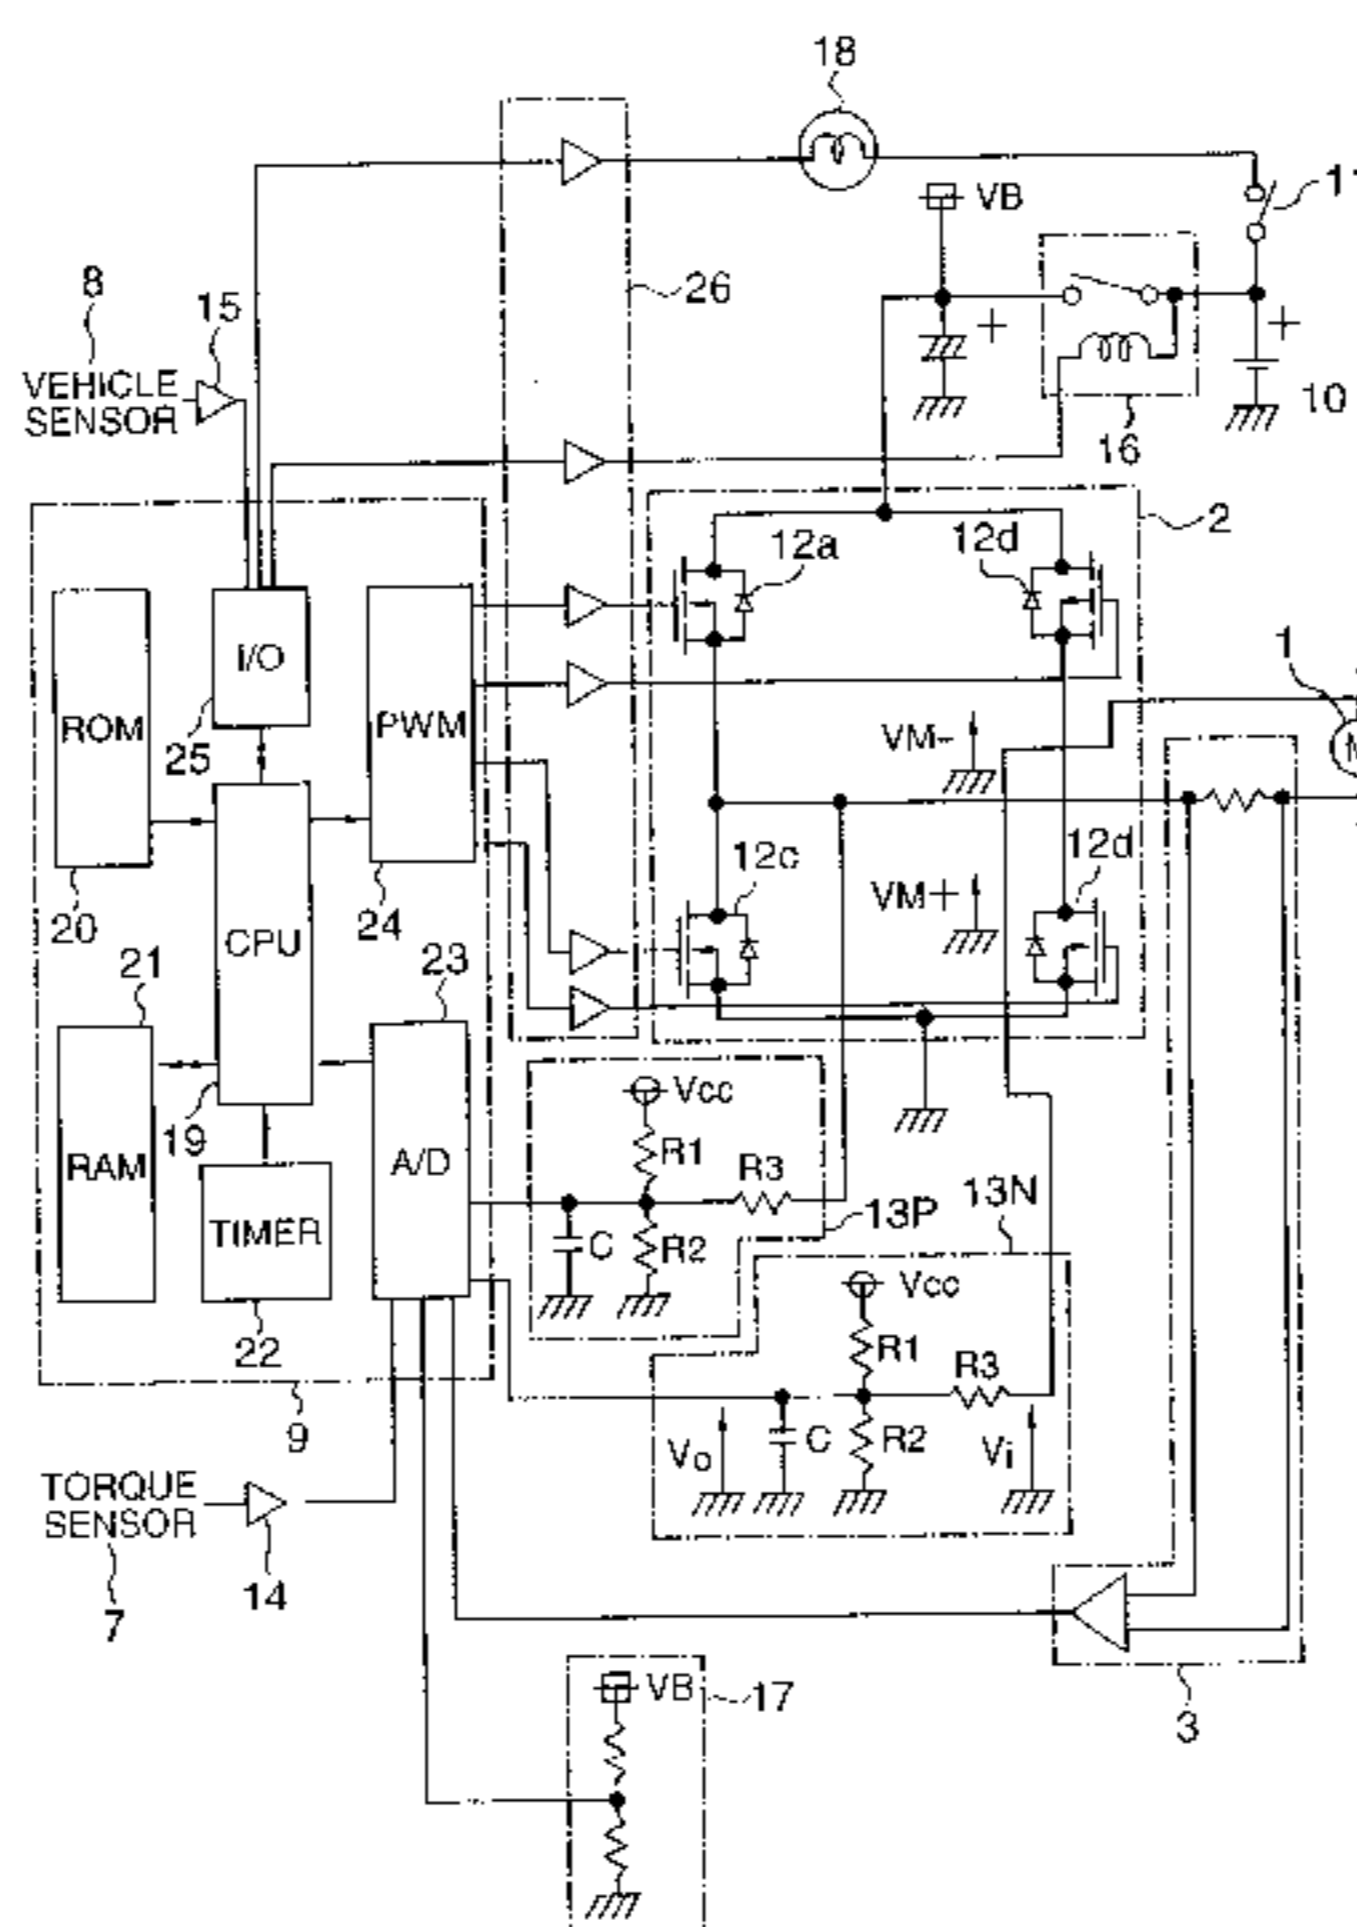 18
VB
11
8
15
26
VEHICLE
SENSOR
10
16
2
12a
12d
I/O
ROM
PWM
25
1
VM-
12c
12d
VM+
20
24
CPU
21
23
Vcc
R1
R3
19
RAM
A/D
13N
13P
TIMER
C
R2
Vcc
22
R1
R3
9
Vo
C
R2
Vi
TORQUE
SENSOR
14
7
VB
17
3